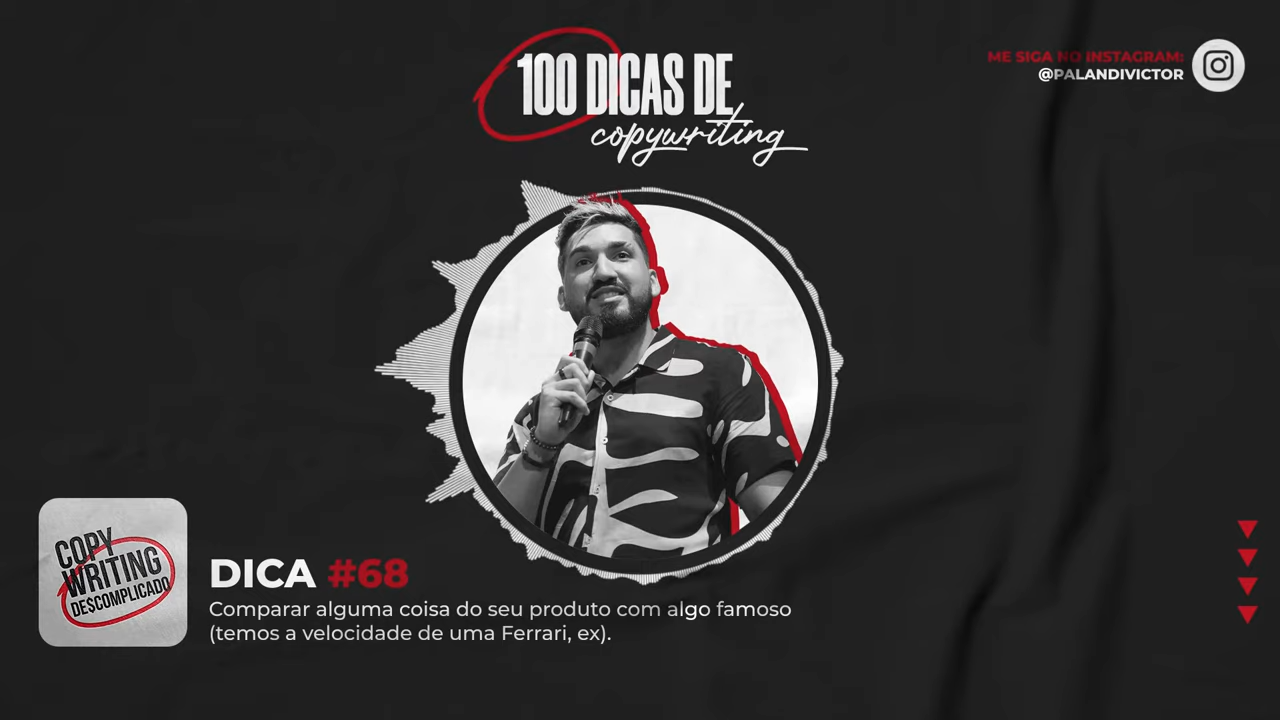 100 DICAS DE
copywriting
ME SIGA NO INSTAGRAM:
@PALANDIVICTOR
COPY
WRITING
DESCOMPLICADO
DICA #68
Comparar alguma coisa do seu produto com algo famoso
(temos a velocidade de uma Ferrari, ex).